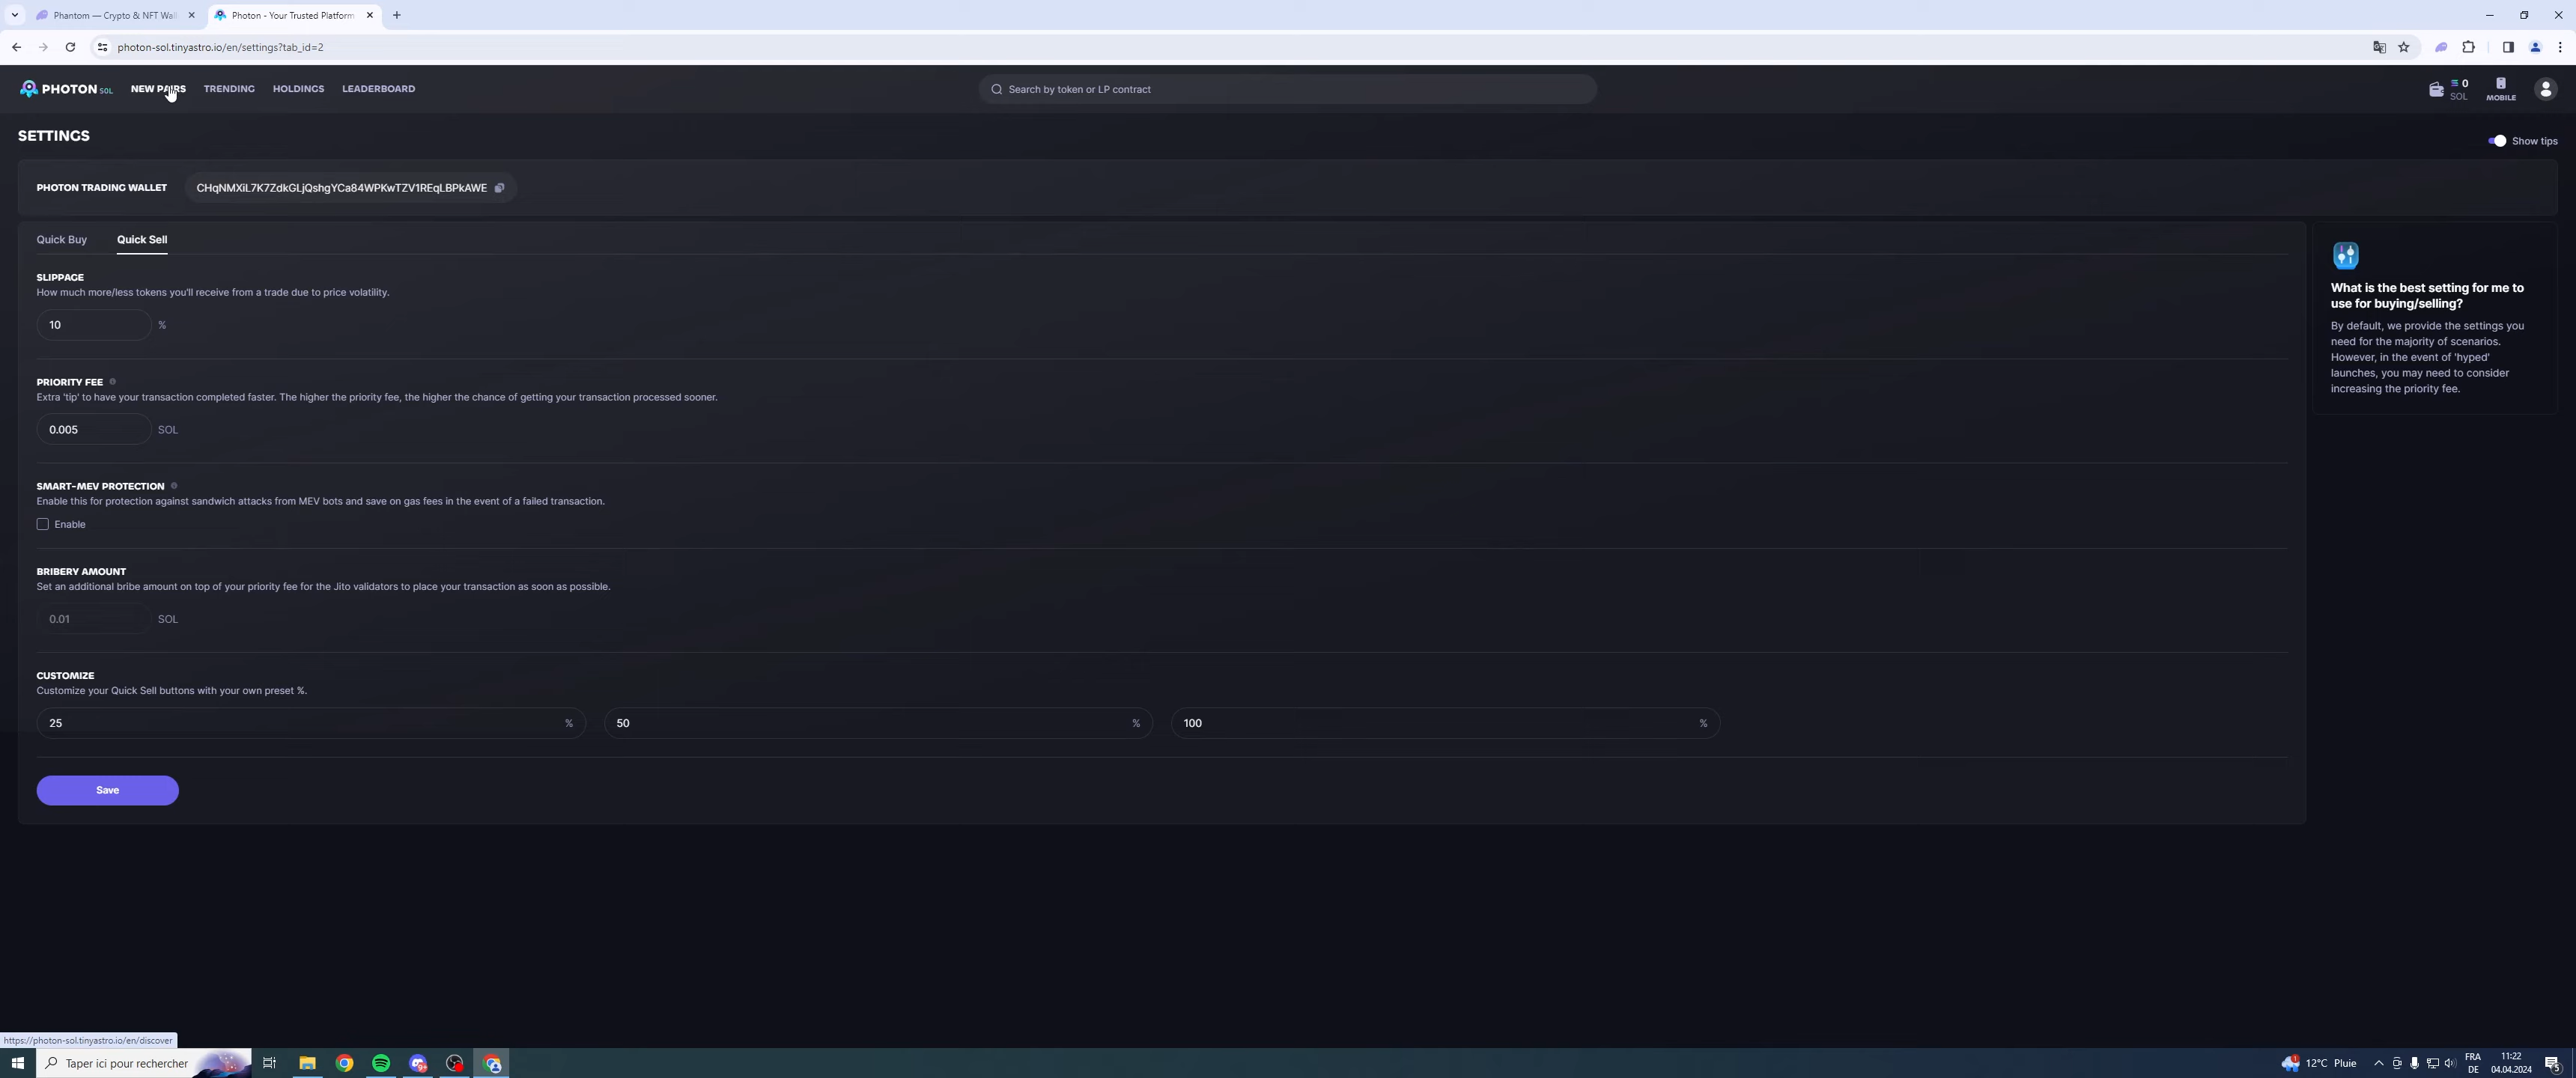 Phantom — Crypto & NFT Wall
Photon - Your Trusted Platform
photon-sol.tinyastro.io/en/settings?tab_id=2
PHOTON SOL
NEW PAIRS
TRENDING
HOLDINGS
LEADERBOARD
Search by token or LP contract
0
SOL
MOBILE
SETTINGS
Show tips
PHOTON TRADING WALLET
CHqNMXiL7K7ZdkGLjQshgYCa84WPKwTZV1REqLBPkAWE
Quick Buy
Quick Sell
SLIPPAGE
How much more/less tokens you'll receive from a trade due to price volatility.
10 %
PRIORITY FEE
Extra 'tip' to have your transaction completed faster. The higher the priority fee, the higher the chance of getting your transaction processed sooner.
0.005 SOL
SMART-MEV PROTECTION
Enable this for protection against sandwich attacks from MEV bots and save on gas fees in the event of a failed transaction.
Enable
BRIBERY AMOUNT
Set an additional bribe amount on top of your priority fee for the Jito validators to place your transaction as soon as possible.
0.01 SOL
CUSTOMIZE
Customize your Quick Sell buttons with your own preset %.
25 %
50 %
100 %
Save
What is the best setting for me to
use for buying/selling?
By default, we provide the settings you
need for the majority of scenarios.
However, in the event of 'hyped'
launches, you may need to consider
increasing the priority fee.
https://photon-sol.tinyastro.io/en/discover
Taper ici pour rechercher
9+
1
12°C Pluie
FRA
DE
11:22
04.04.2024
5